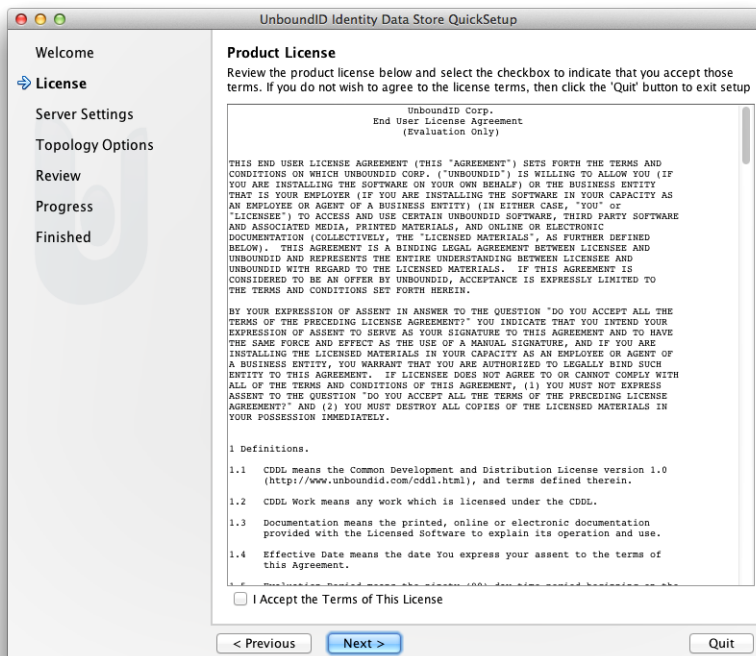 UnboundID Identity Data Store QuickSetup
Welcome
License
Server Settings
Topology Options
Review
Progress
Finished
Product License
Review the product license below and select the checkbox to indicate that you accept those
terms. If you do not wish to agree to the license terms, then click the 'Quit' button to exit setup
UnboundID Corp.
End User License Agreement
(Evaluation Only)
THIS END USER LICENSE AGREEMENT (THIS "AGREEMENT") SETS FORTH THE TERMS AND
CONDITIONS ON WHICH UNBOUNDID CORP. ("UNBOUNDID") IS WILLING TO ALLOW YOU (IF
YOU ARE INSTALLING THE SOFTWARE ON YOUR OWN BEHALF) OR THE BUSINESS ENTITY
THAT IS YOUR EMPLOYER (IF YOU ARE INSTALLING THE SOFTWARE IN YOUR CAPACITY AS
AN EMPLOYEE OR AGENT OF A BUSINESS ENTITY) (IN EITHER CASE, "YOU" or
"LICENSEE") TO ACCESS AND USE CERTAIN UNBOUNDID SOFTWARE, THIRD PARTY SOFTWARE
AND ASSOCIATED MEDIA, PRINTED MATERIALS, AND ONLINE OR ELECTRONIC
DOCUMENTATION (COLLECTIVELY, THE "LICENSED MATERIALS", AS FURTHER DEFINED
BELOW).  THIS AGREEMENT IS A BINDING LEGAL AGREEMENT BETWEEN LICENSEE AND
UNBOUNDID AND REPRESENTS THE ENTIRE UNDERSTANDING BETWEEN LICENSEE AND
UNBOUNDID WITH REGARD TO THE LICENSED MATERIALS.  IF THIS AGREEMENT IS
CONSIDERED TO BE AN OFFER BY UNBOUNDID, ACCEPTANCE IS EXPRESSLY LIMITED TO
THE TERMS AND CONDITIONS SET FORTH HEREIN.
BY YOUR EXPRESSION OF ASSENT IN ANSWER TO THE QUESTION "DO YOU ACCEPT ALL THE
TERMS OF THE PRECEDING LICENSE AGREEMENT?" YOU INDICATE THAT YOU INTEND YOUR
EXPRESSION OF ASSENT TO SERVE AS YOUR SIGNATURE TO THIS AGREEMENT AND TO HAVE
THE SAME FORCE AND EFFECT AS THE USE OF A MANUAL SIGNATURE, AND IF YOU ARE
INSTALLING THE LICENSED MATERIALS IN YOUR CAPACITY AS AN EMPLOYEE OR AGENT OF
A BUSINESS ENTITY, YOU WARRANT THAT YOU ARE AUTHORIZED TO LEGALLY BIND SUCH
ENTITY TO THIS AGREEMENT.  IF LICENSEE DOES NOT AGREE TO OR CANNOT COMPLY WITH
ALL OF THE TERMS AND CONDITIONS OF THIS AGREEMENT, (1) YOU MUST NOT EXPRESS
ASSENT TO THE QUESTION "DO YOU ACCEPT ALL THE TERMS OF THE PRECEDING LICENSE
AGREEMENT?" AND (2) YOU MUST DESTROY ALL COPIES OF THE LICENSED MATERIALS IN
YOUR POSSESSION IMMEDIATELY.
1 Definitions.
1.1 CDDL means the Common Development and Distribution License version 1.0
(http://www.unboundid.com/cddl.html), and terms defined therein.
1.2 CDDL Work means any work which is licensed under the CDDL.
1.3 Documentation means the printed, online or electronic documentation
provided with the Licensed Software to explain its operation and use.
1.4 Effective Date means the date You express your assent to the terms of
this Agreement.
1.5 Evaluation Period means the ninety (90) day time period beginning on the
I Accept the Terms of This License
< Previous
Next >
Quit